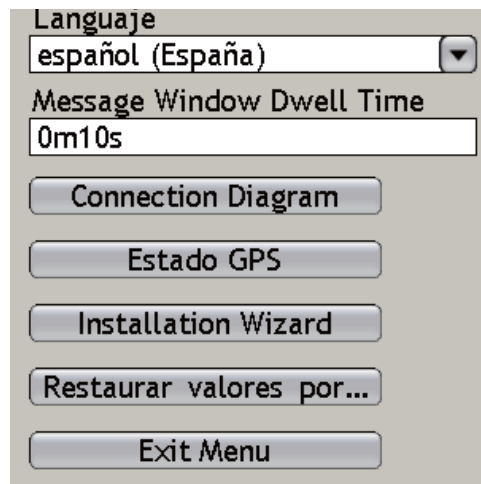 Languaje
español (España)
Message Window Dwell Time
0m10s
Connection Diagram
Estado GPS
Installation Wizard
Restaurar valores por...
Exit Menu